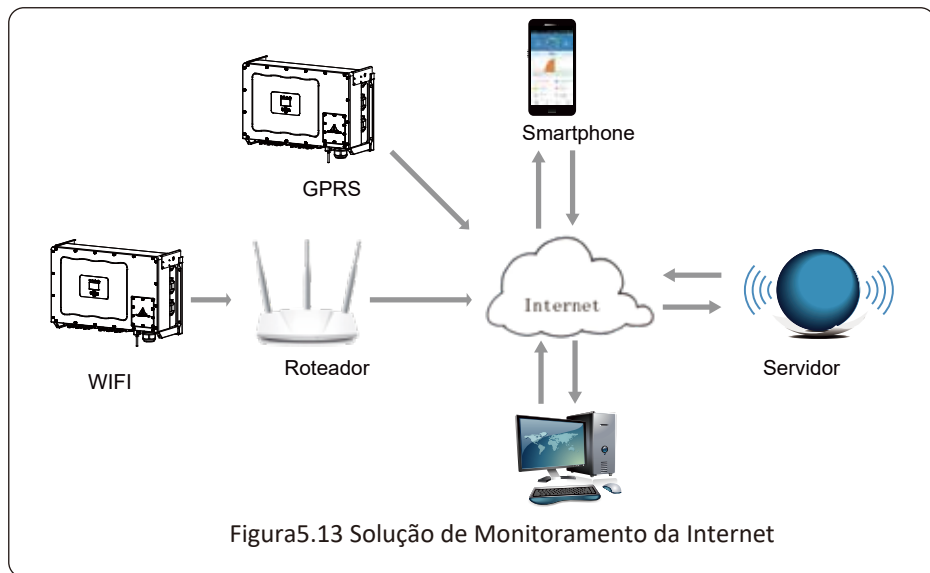 Smartphone
GPRS
Internet
WIFI
Roteador
Servidor
Figura5.13 Solução de Monitoramento da Internet